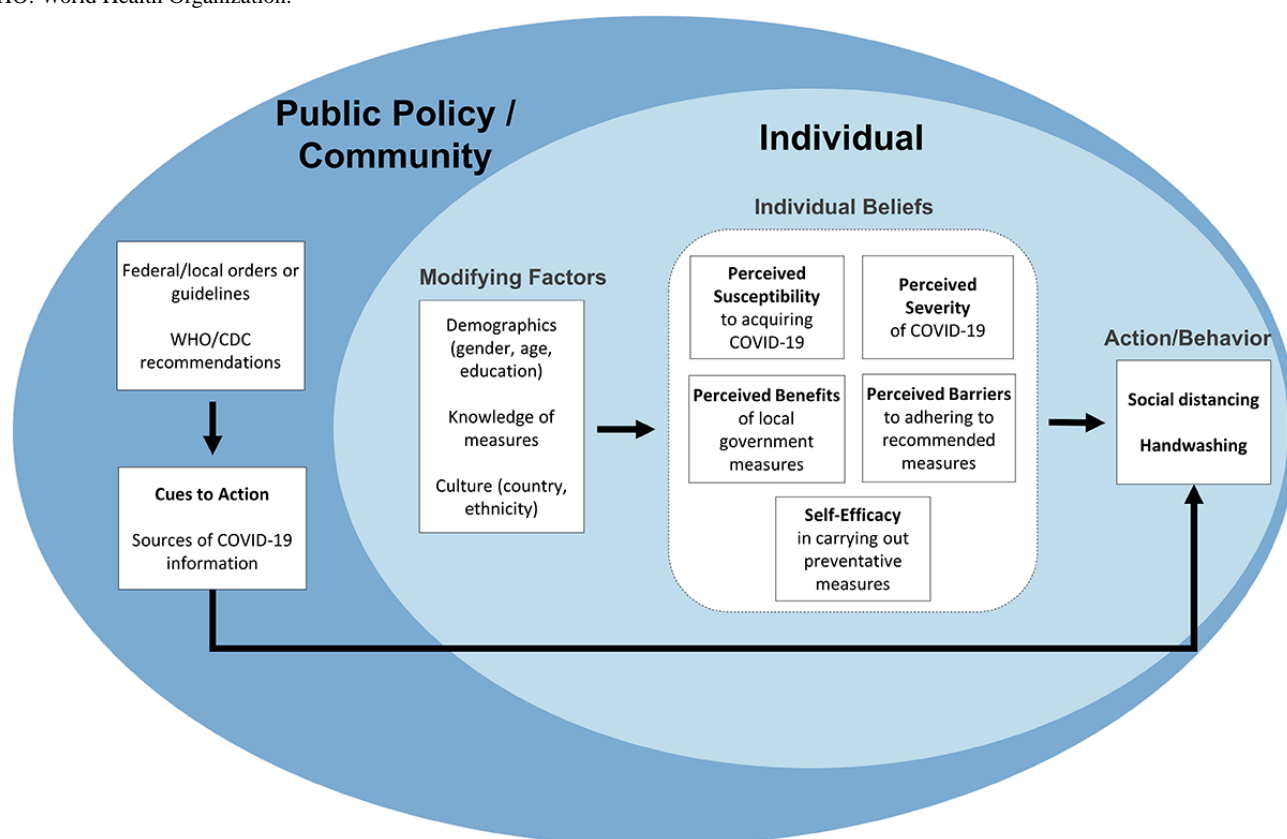 World Health Organization.
Public Policy /
Community
Individual
Individual Beliefs
Federal/local orders or
guidelines
WHO/CDC
recommendations
Cues to Action
Sources of COVID-19
information
Modifying Factors
Demographics
(gender, age,
education)
Knowledge of
measures
Culture (country,
ethnicity)
Perceived
Susceptibility
to acquiring
COVID-19
Perceived
Severity
of COVID-19
Perceived Benefits
of local
government
measures
Perceived Barriers
to adhering to
recommended
measures
Self-Efficacy
in carrying out
preventative
measures
Action/Behavior
Social distancing
Handwashing